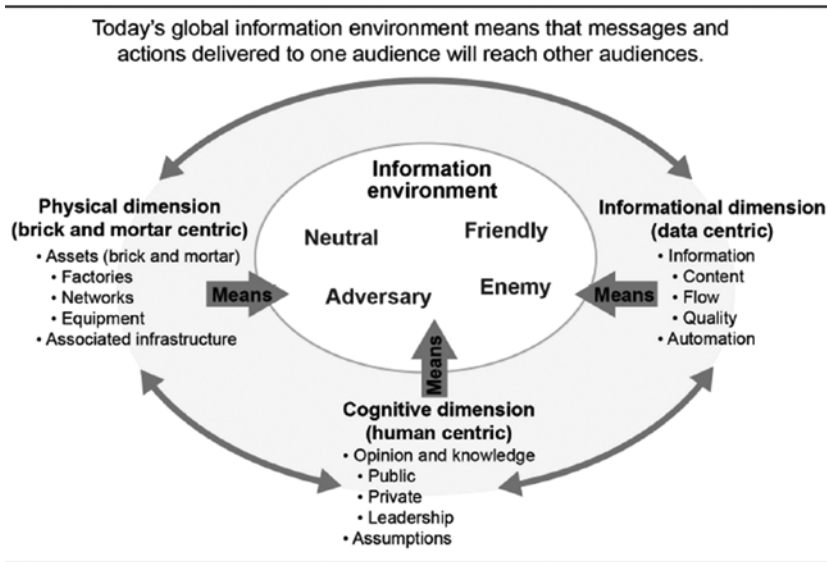 Today's global information environment means that messages and
actions delivered to one audience will reach other audiences.
Information
environment
Neutral
Friendly
Adversary
Enemy
Physical dimension
(brick and mortar centric)
• Assets (brick and mortar)
• Factories
• Networks
• Equipment
• Associated infrastructure
Means
Informational dimension
(data centric)
• Information
• Content
• Flow
• Quality
• Automation
Means
Means
Cognitive dimension
(human centric)
• Opinion and knowledge
• Public
• Private
• Leadership
• Assumptions